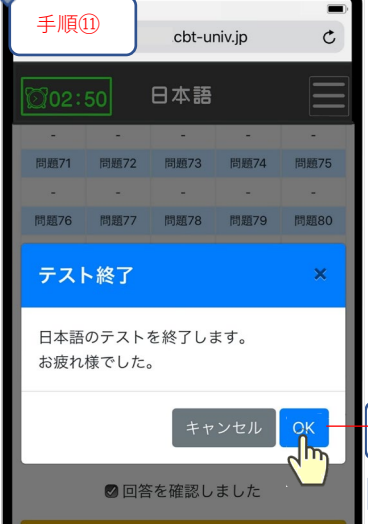 手順⑪
cbt-univ.jp
02:50 日本語
- - - - -
問題71 問題72 問題73 問題74 問題75
- - - - -
問題76 問題77 問題78 問題79 問題80
テスト終了 ×
日本語のテストを終了します。
お疲れ様でした。
キャンセル OK
回答を確認しました